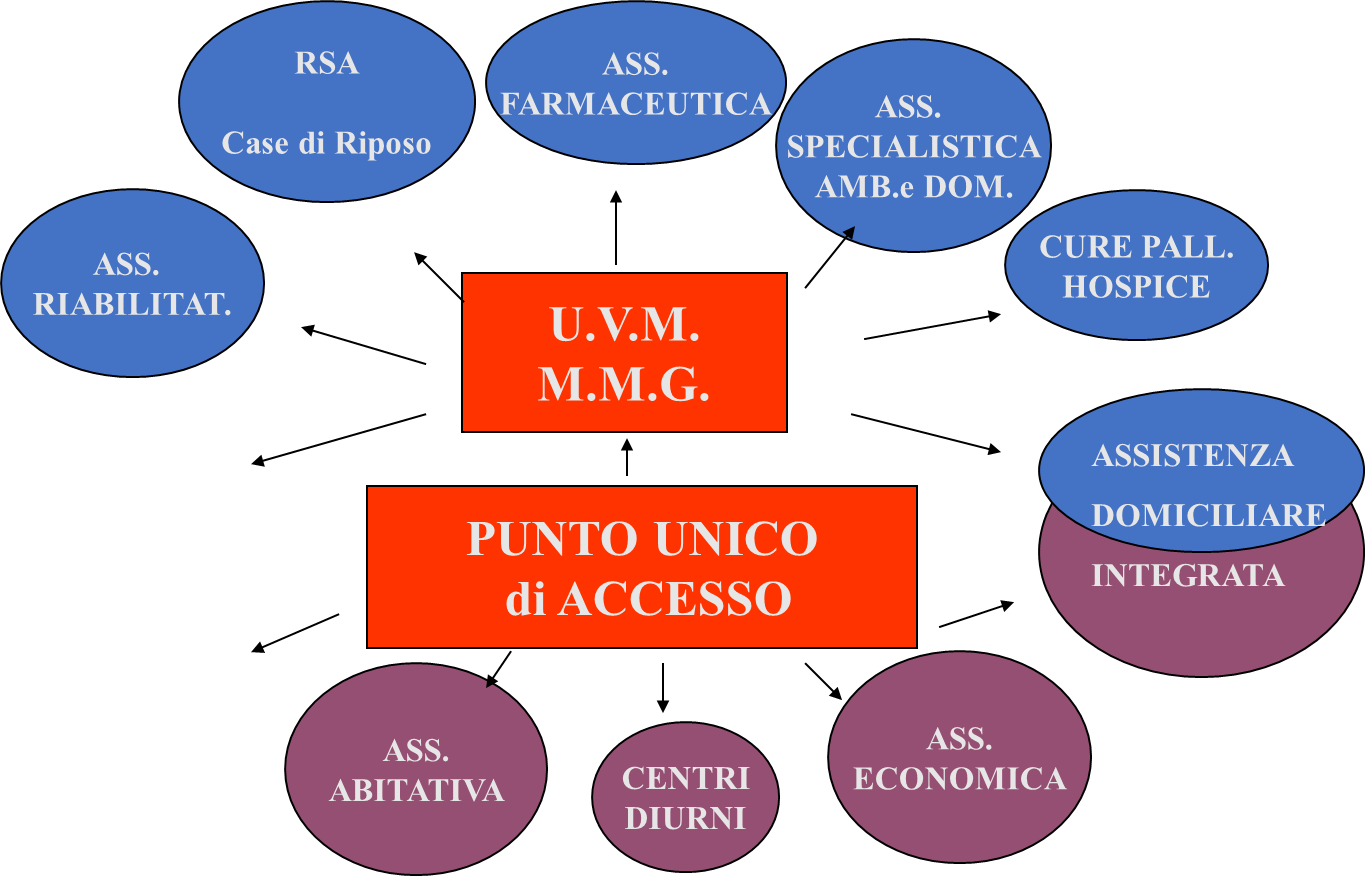 RSA
Case di Riposo
ASS.
FARMACEUTICA
ASS.
SPECIALISTICA
AMB.e DOM.
ASS.
RIABILITAT.
CURE PALL.
HOSPICE
U.V.M.
M.M.G.
ASSISTENZA
DOMICILIARE
INTEGRATA
PUNTO UNICO
di ACCESSO
ASS.
ABITATIVA
CENTRI
DIURNI
ASS.
ECONOMICA